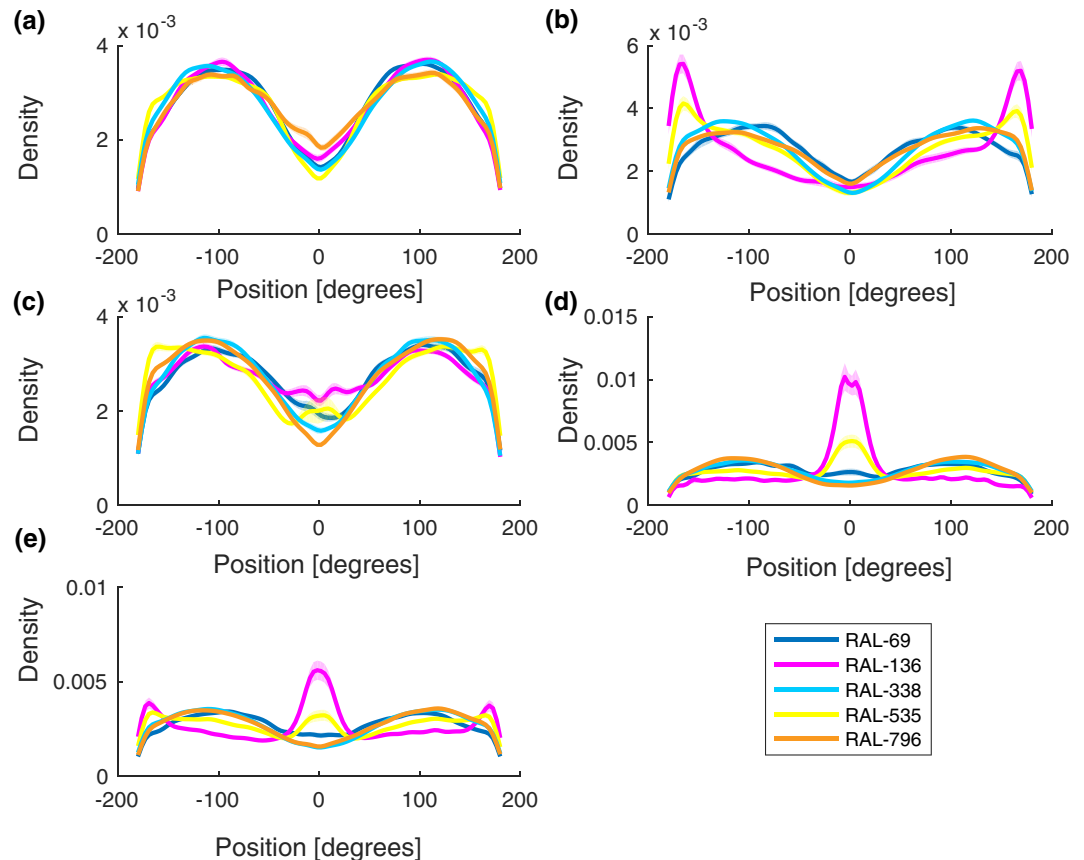 (a)
x 10⁻³
4
2
0
Density
-200 -100 0 100 200
Position [degrees]
(b)
x 10⁻³
6
4
2
0
Density
-200 -100 0 100 200
Position [degrees]
(c)
x 10⁻³
4
2
0
Density
-200 -100 0 100 200
Position [degrees]
(d)
0.015
0.01
0.005
0
Density
-200 -100 0 100 200
Position [degrees]
(e)
0.01
0.005
0
Density
-200 -100 0 100 200
Position [degrees]
RAL-69
RAL-136
RAL-338
RAL-535
RAL-796